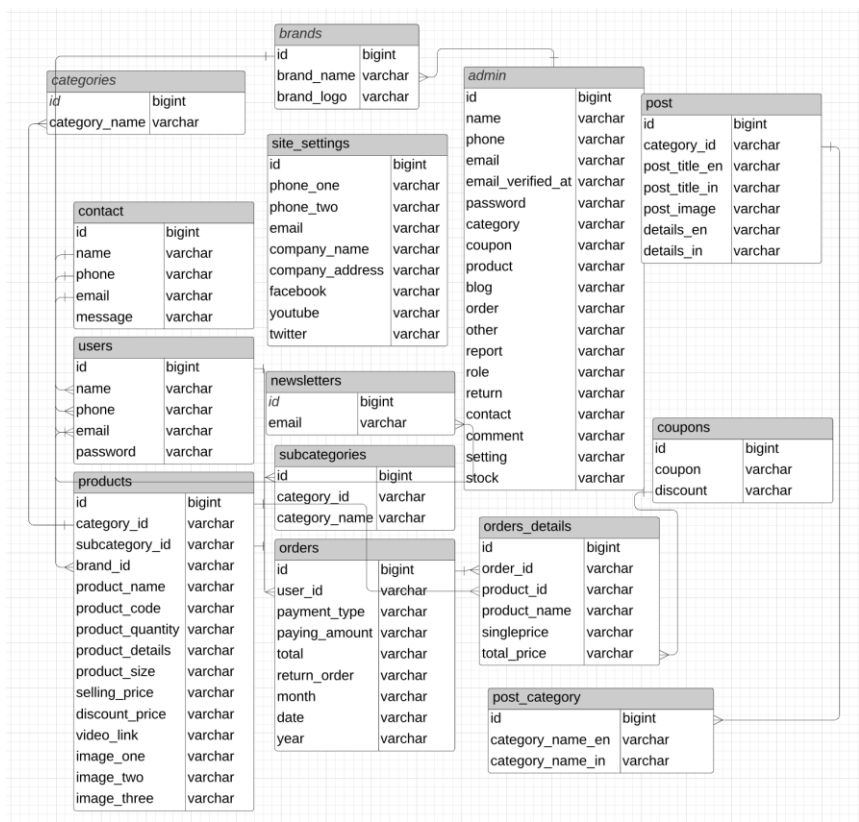 brands
id bigint
brand_name varchar
brand_logo varchar
categories
id bigint
category_name varchar
admin
id bigint
name varchar
phone varchar
email varchar
email_verified_at varchar
password varchar
category varchar
coupon varchar
product varchar
blog varchar
order varchar
other varchar
report varchar
role varchar
return varchar
contact varchar
comment varchar
setting varchar
stock varchar
post
id bigint
category_id varchar
post_title_en varchar
post_title_in varchar
post_image varchar
details_en varchar
details_in varchar
site_settings
id bigint
phone_one varchar
phone_two varchar
email varchar
company_name varchar
company_address varchar
facebook varchar
youtube varchar
twitter varchar
contact
id bigint
name varchar
phone varchar
email varchar
message varchar
users
id bigint
name varchar
phone varchar
email varchar
password varchar
newsletters
id bigint
email varchar
coupons
id bigint
coupon varchar
discount varchar
subcategories
id bigint
category_id varchar
category_name varchar
products
id bigint
category_id varchar
subcategory_id varchar
brand_id varchar
product_name varchar
product_code varchar
product_quantity varchar
product_details varchar
product_size varchar
selling_price varchar
discount_price varchar
video_link varchar
image_one varchar
image_two varchar
image_three varchar
orders
id bigint
user_id varchar
payment_type varchar
paying_amount varchar
total varchar
return_order varchar
month varchar
date varchar
year varchar
orders_details
id bigint
order_id varchar
product_id varchar
product_name varchar
singleprice varchar
total_price varchar
post_category
id bigint
category_name_en varchar
category_name_in varchar